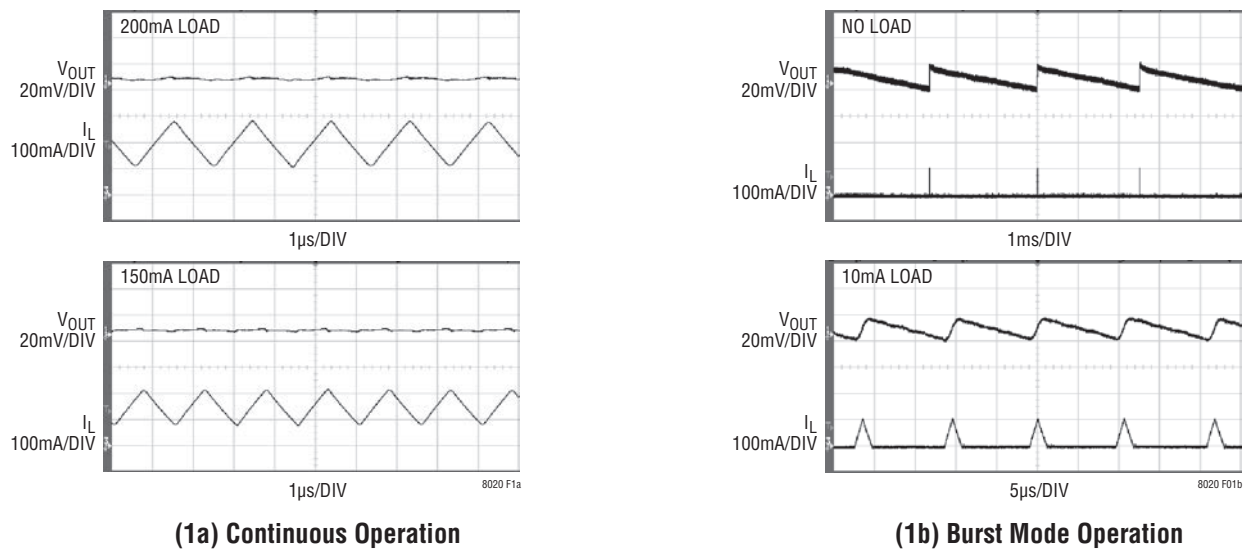 200mA LOAD
VOUT
20mV/DIV
IL
100mA/DIV
1µs/DIV
150mA LOAD
VOUT
20mV/DIV
IL
100mA/DIV
1µs/DIV
8020 F1a
(1a) Continuous Operation
NO LOAD
VOUT
20mV/DIV
IL
100mA/DIV
1ms/DIV
10mA LOAD
VOUT
20mV/DIV
IL
100mA/DIV
5µs/DIV
8020 F01b
(1b) Burst Mode Operation